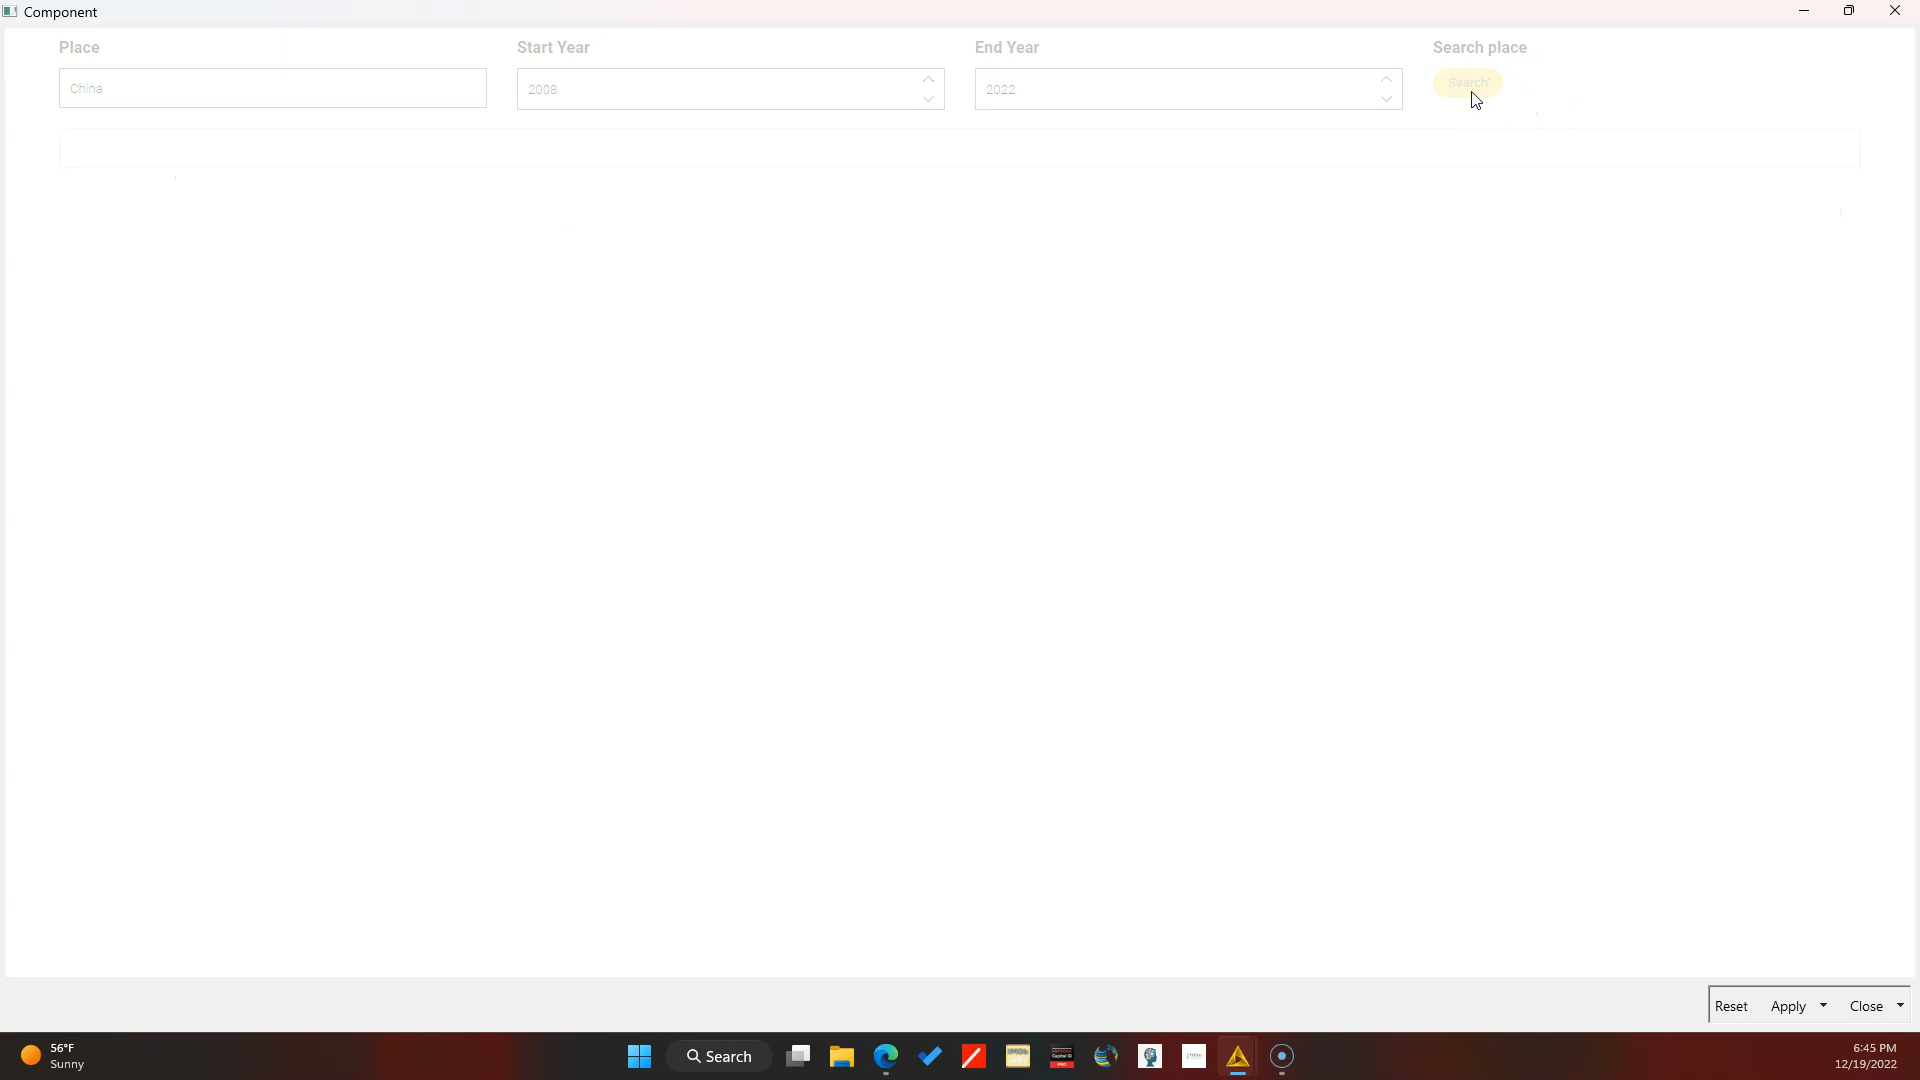 Component
Place
Start Year
End Year
Search place
China
2008
2022
Search
Reset
Apply
Close
56°F
Sunny
Search
6:45 PM
12/19/2022